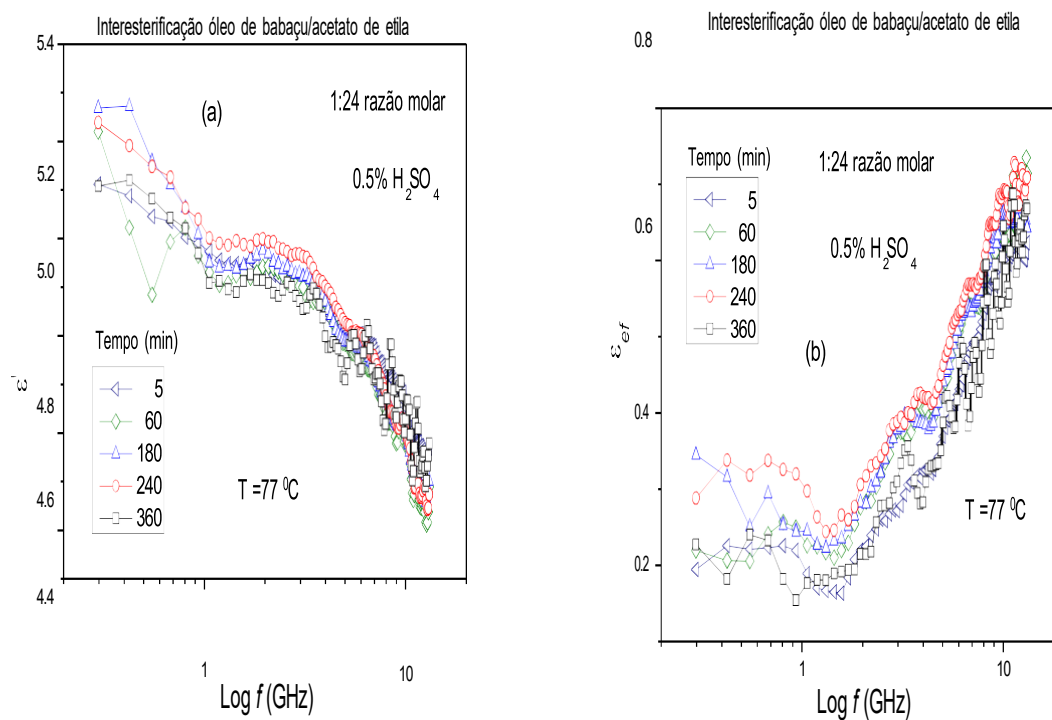 Interesterificação óleo de babaçu/acetato de etila
5.4
(a)
1:24 razão molar
5.2
0.5% H₂SO₄
5.0
Tempo (min)
5
60
180
240
360
ε'
4.8
4.6
T =77 ⁰C
4.4
1
10
Log f (GHz)
Interesterificação óleo de babaçu/acetato de etila
0.8
Tempo (min)
5
60
180
240
360
1:24 razão molar
0.6
0.5% H₂SO₄
ε_ef
(b)
0.4
T =77 ⁰C
0.2
1
10
Log f (GHz)